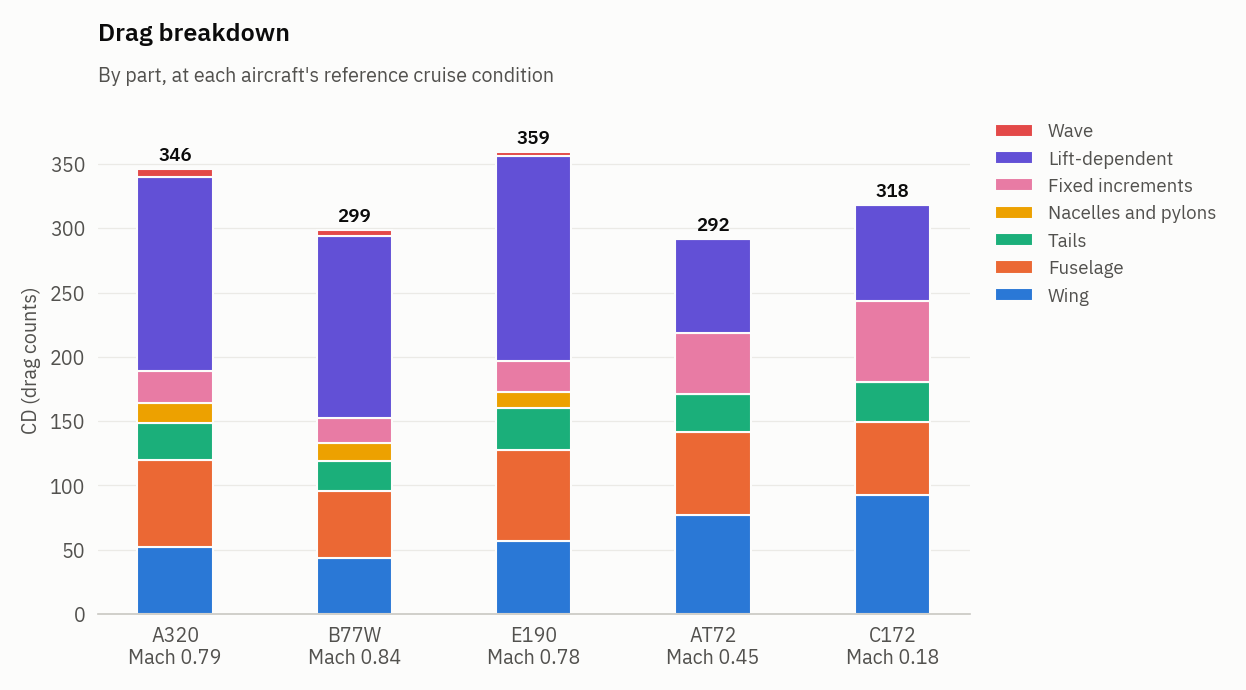 Drag breakdown
By part, at each aircraft's reference cruise condition
CD (drag counts)
350
300
250
200
150
100
50
0
346
299
359
292
318
A320
Mach 0.79
B77W
Mach 0.84
E190
Mach 0.78
AT72
Mach 0.45
C172
Mach 0.18
Wave
Lift-dependent
Fixed increments
Nacelles and pylons
Tails
Fuselage
Wing